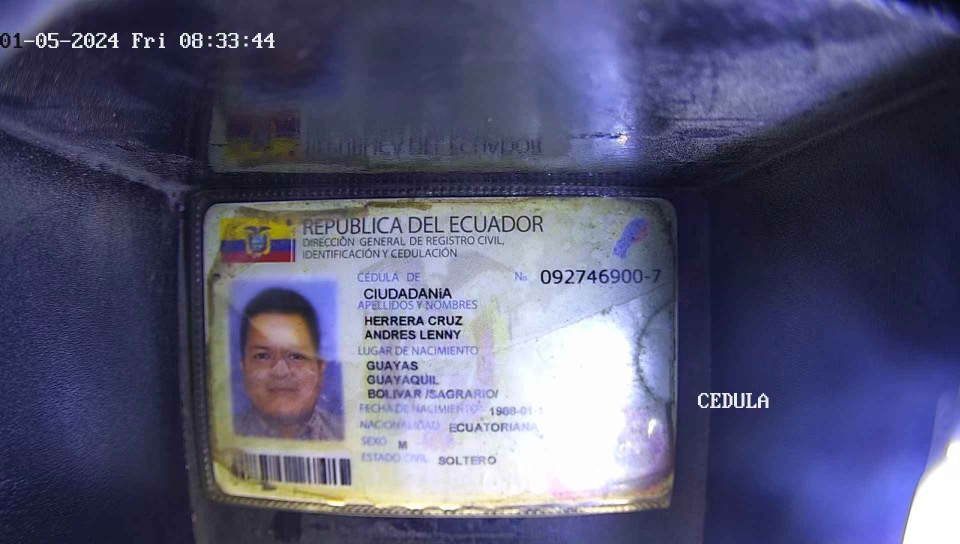 01-05-2024 Fri 08:33:44
REPÚBLICA DEL ECUADOR
DIRECCIÓN GENERAL DE REGISTRO CIVIL,
IDENTIFICACIÓN Y CEDULACIÓN
CÉDULA DE No. 092746900-7
CIUDADANÍA
APELLIDOS Y NOMBRES
HERRERA CRUZ
ANDRES LENNY
LUGAR DE NACIMIENTO
GUAYAS
GUAYAQUIL
BOLIVAR /SAGRARIO/
FECHA DE NACIMIENTO
NACIONALIDAD ECUATORIANA
SEXO M
ESTADO CIVIL SOLTERO
CEDULA